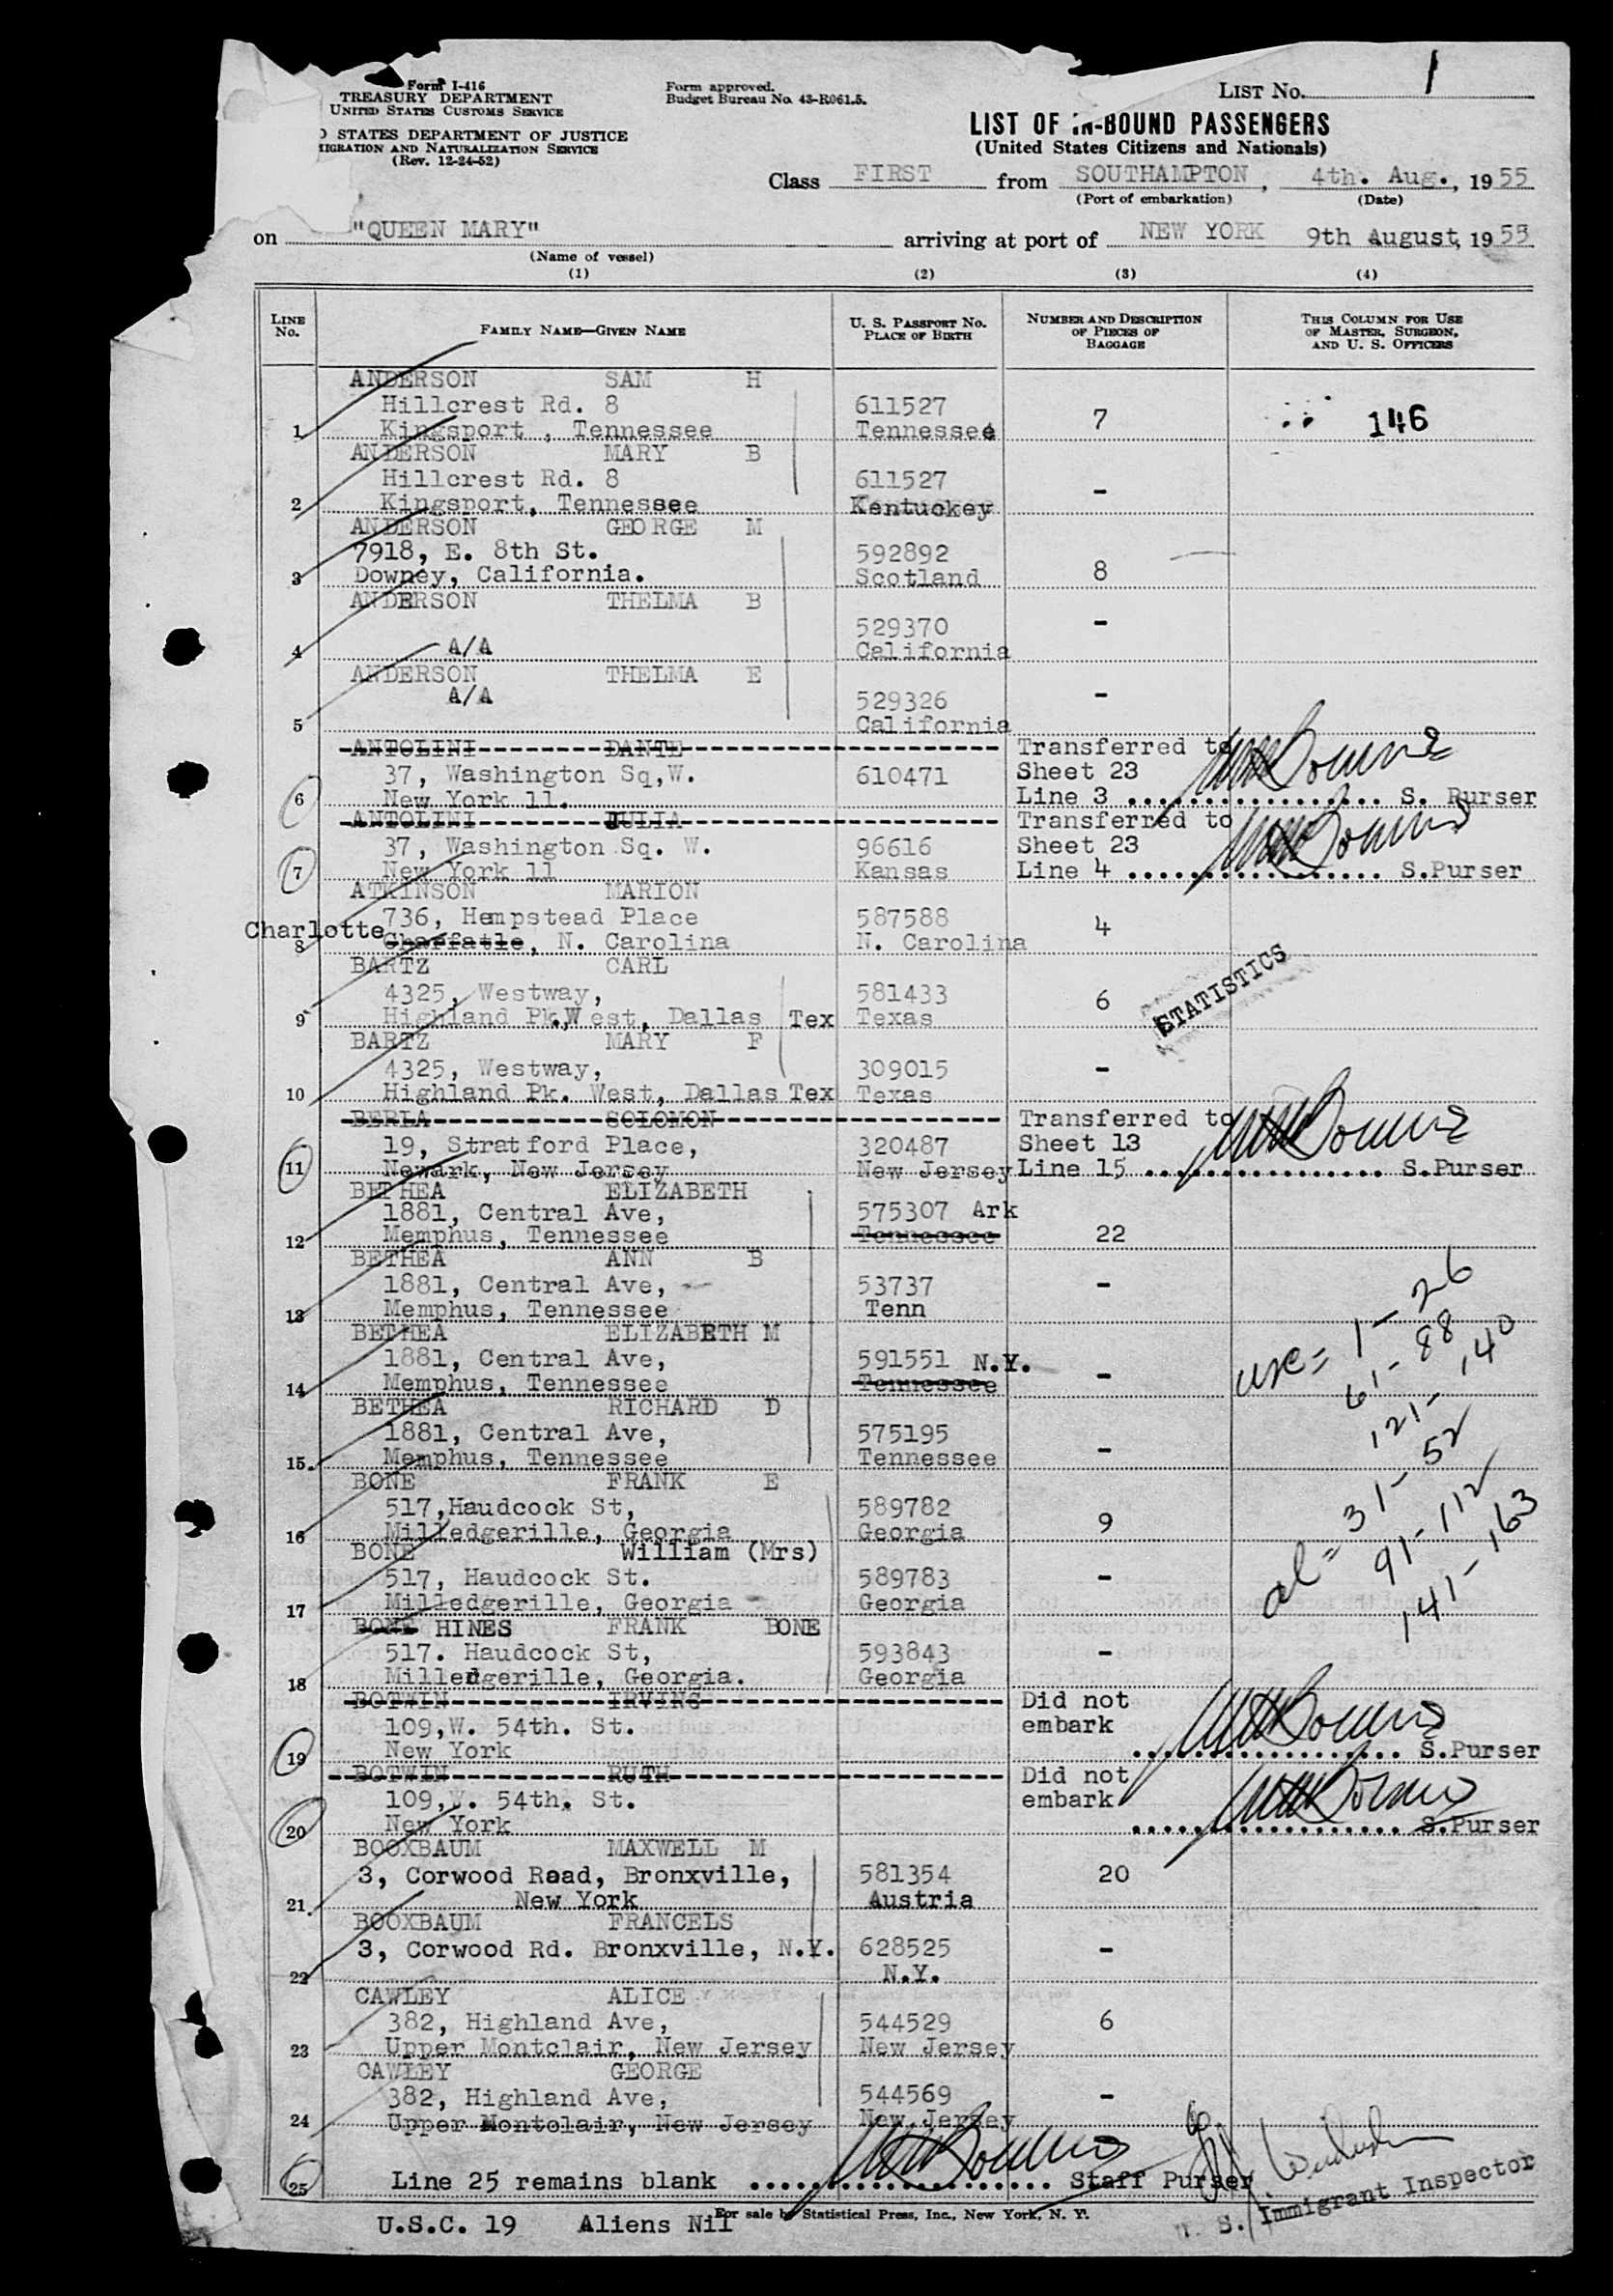 Form I-416
TREASURY DEPARTMENT
UNITED STATES CUSTOMS SERVICE
STATES DEPARTMENT OF JUSTICE
IGRATION AND NATURALIZATION SERVICE
(Rev. 12-24-52)
Form approved.
Budget Bureau No. 43-R061.5.
LIST No. 1
LIST OF IN-BOUND PASSENGERS
(United States Citizens and Nationals)
Class FIRST from SOUTHAMPTON, 4th. Aug., 1955
(Port of embarkation) (Date)
on "QUEEN MARY" arriving at port of NEW YORK 9th August, 1955
(Name of vessel)
(1) (2) (3) (4)
LINE No. FAMILY NAME—GIVEN NAME U. S. PASSPORT NO. PLACE OF BIRTH NUMBER AND DESCRIPTION OF PIECES OF BAGGAGE THIS COLUMN FOR USE OF MASTER, SURGEON, AND U. S. OFFICERS
ANDERSON SAM H
Hillcrest Rd. 8 611527 7 146
1 Kingsport , Tennessee Tennessee
ANDERSON MARY B
Hillcrest Rd. 8 611527 -
2 Kingsport, Tennessee Kentuckey
ANDERSON GEORGE M
7918, E. 8th St. 592892
3 Downey, California. Scotland 8
ANDERSON THELMA B
529370 -
4 A/A California
ANDERSON THELMA E
A/A 529326 -
5 California
ANTOLINI DANTE Transferred to
37, Washington Sq,W. 610471 Sheet 23
6 New York 11. Line 3 S. Purser
ANTOLINI JULIA Transferred to
37, Washington Sq. W. 96616 Sheet 23
7 New York 11 Kansas Line 4 S.Purser
ATKINSON MARION
736, Hempstead Place 587588 4
8 Charlotte Charfatle, N. Carolina N. Carolina
BARTZ CARL
4325, Westway, 581433 6
9 Highland Pk.,West, Dallas Tex Texas
STATISTICS
BARTZ MARY F
4325, Westway, 309015 -
10 Highland Pk. West, Dallas Tex Texas
BERLA SOLOMON Transferred to
19, Stratford Place, 320487 Sheet 13
11 Newark, New Jersey New Jersey Line 15 S.Purser
BETHEA ELIZABETH
1881, Central Ave, 575307 Ark
12 Memphus, Tennessee Tennessee 22
BETHEA ANN B
1881, Central Ave, 53737 -
13 Memphus, Tennessee Tenn
BETHEA ELIZABETH M
1881, Central Ave, 591551 N.Y.
14 Memphus, Tennessee Tennessee -
BETHEA RICHARD D
1881, Central Ave, 575195
15. Memphus, Tennessee Tennessee -
usc= 1-26
61-88
121-140
al= 31-52
91-112
141-163
BONE FRANK E
517,Haudcock St, 589782 9
16 Milledgerille, Georgia Georgia
BONE William (Mrs)
517, Haudcock St. 589783 -
17 Milledgerille, Georgia Georgia
BONE HINES FRANK BONE
517. Haudcock St, 593843 -
18 Milledgerille, Georgia. Georgia
BOTWIN IRVING Did not
109,W. 54th. St. embark
19 New York S.Purser
BOTWIN RUTH Did not
109,W. 54th. St. embark
20 New York S.Purser
BOOXBAUM MAXWELL M
3, Corwood Road, Bronxville, 581354 20
21. New York Austria
BOOXBAUM FRANCELS
3, Corwood Rd. Bronxville, N.Y. 628525 -
22 N.Y.
CAWLEY ALICE
382, Highland Ave, 544529 6
23 Upper Montclair, New Jersey New Jersey
CAWLEY GEORGE
382, Highland Ave, 544569 -
24 Upper Montclair, New Jersey New Jersey
25 Line 25 remains blank Staff Purser
U. S. Immigrant Inspector
For sale by Statistical Press, Inc., New York, N. Y.
U.S.C. 19 Aliens Nil